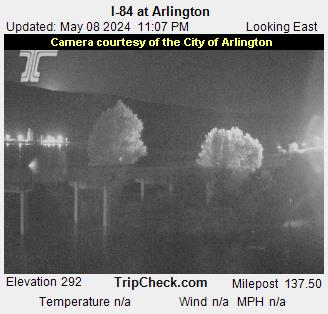 I-84 at Arlington
Updated: May 08 2024 11:07 PM Looking East
Camera courtesy of the City of Arlington
Elevation 292 TripCheck.com Milepost 137.50
Temperature n/a Wind n/a MPH n/a